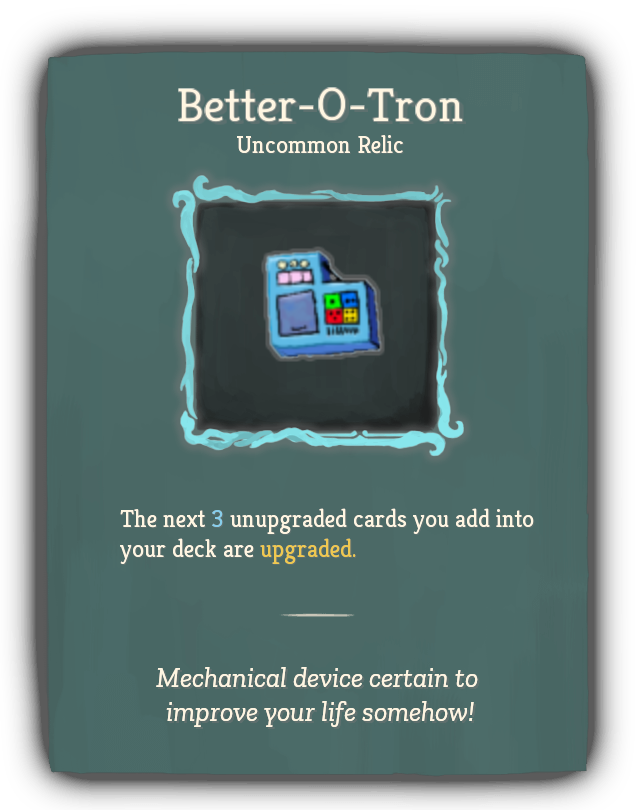 Better-O-Tron
Uncommon Relic
The next 3 unupgraded cards you add into
your deck are upgraded.
Mechanical device certain to
improve your life somehow!